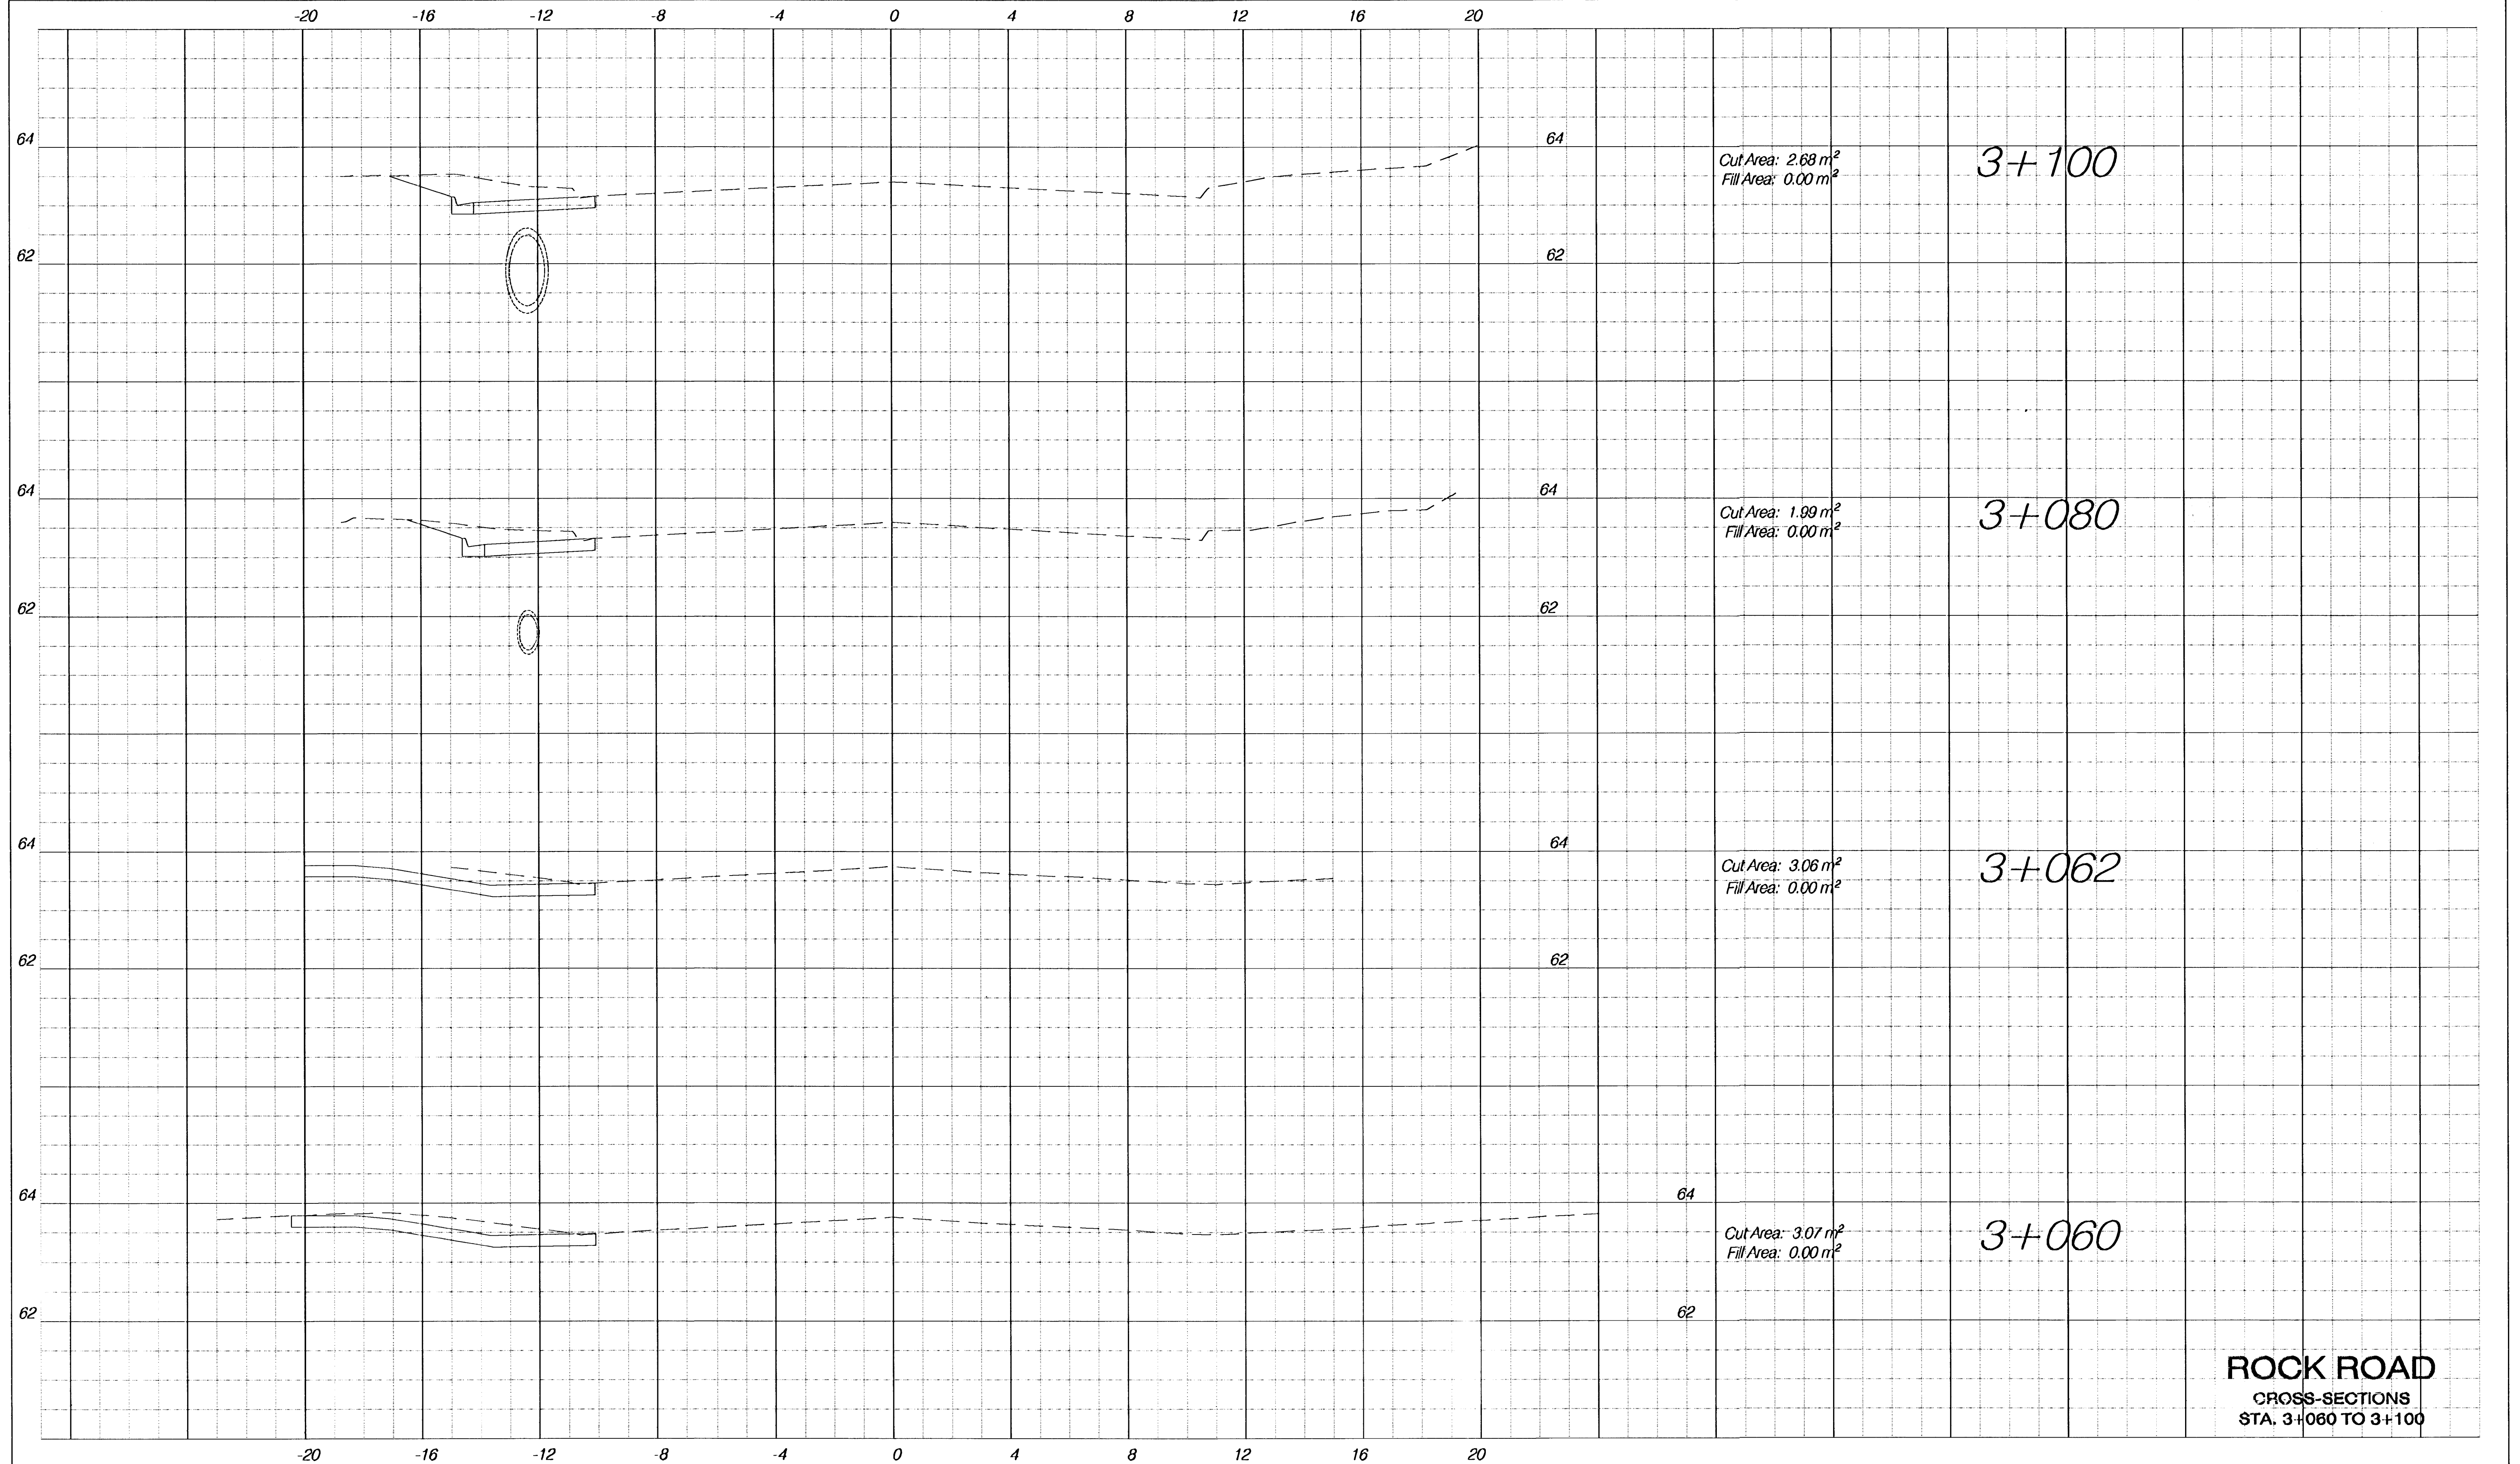 -20 -16 -12 -8 -4 0 4 8 12 16 20
64 64
Cut Area: 2.68 m²
Fill Area: 0.00 m²
3+100
62 62
64 64
Cut Area: 1.99 m²
Fill Area: 0.00 m²
3+080
62 62
64 64
Cut Area: 3.06 m²
Fill Area: 0.00 m²
3+062
62 62
64 64
Cut Area: 3.07 m²
Fill Area: 0.00 m²
3+060
62 62
ROCK ROAD
CROSS-SECTIONS
STA. 3+060 TO 3+100
-20 -16 -12 -8 -4 0 4 8 12 16 20